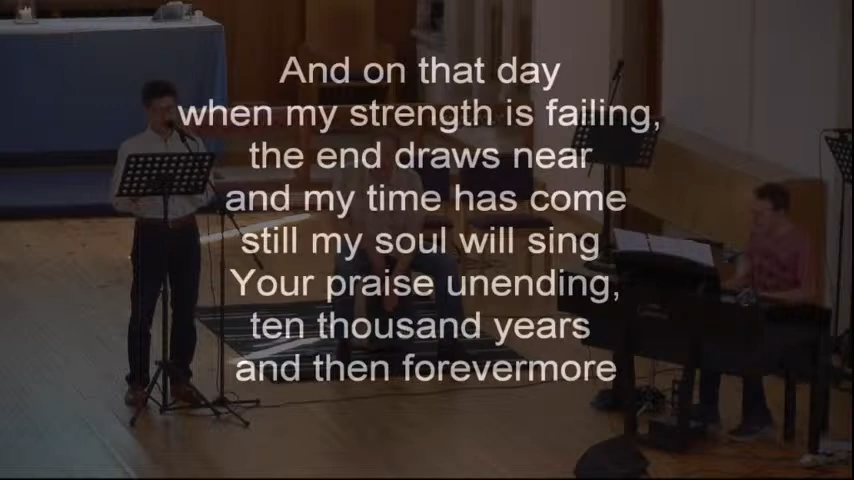 And on that day
when my strength is failing,
the end draws near
and my time has come
still my soul will sing
Your praise unending,
ten thousand years
and then forevermore